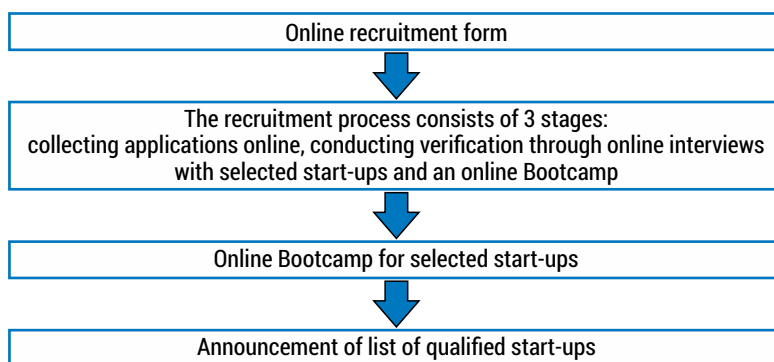 Online recruitment form
The recruitment process consists of 3 stages:
collecting applications online, conducting verification through online interviews
with selected start-ups and an online Bootcamp
Online Bootcamp for selected start-ups
Announcement of list of qualified start-ups